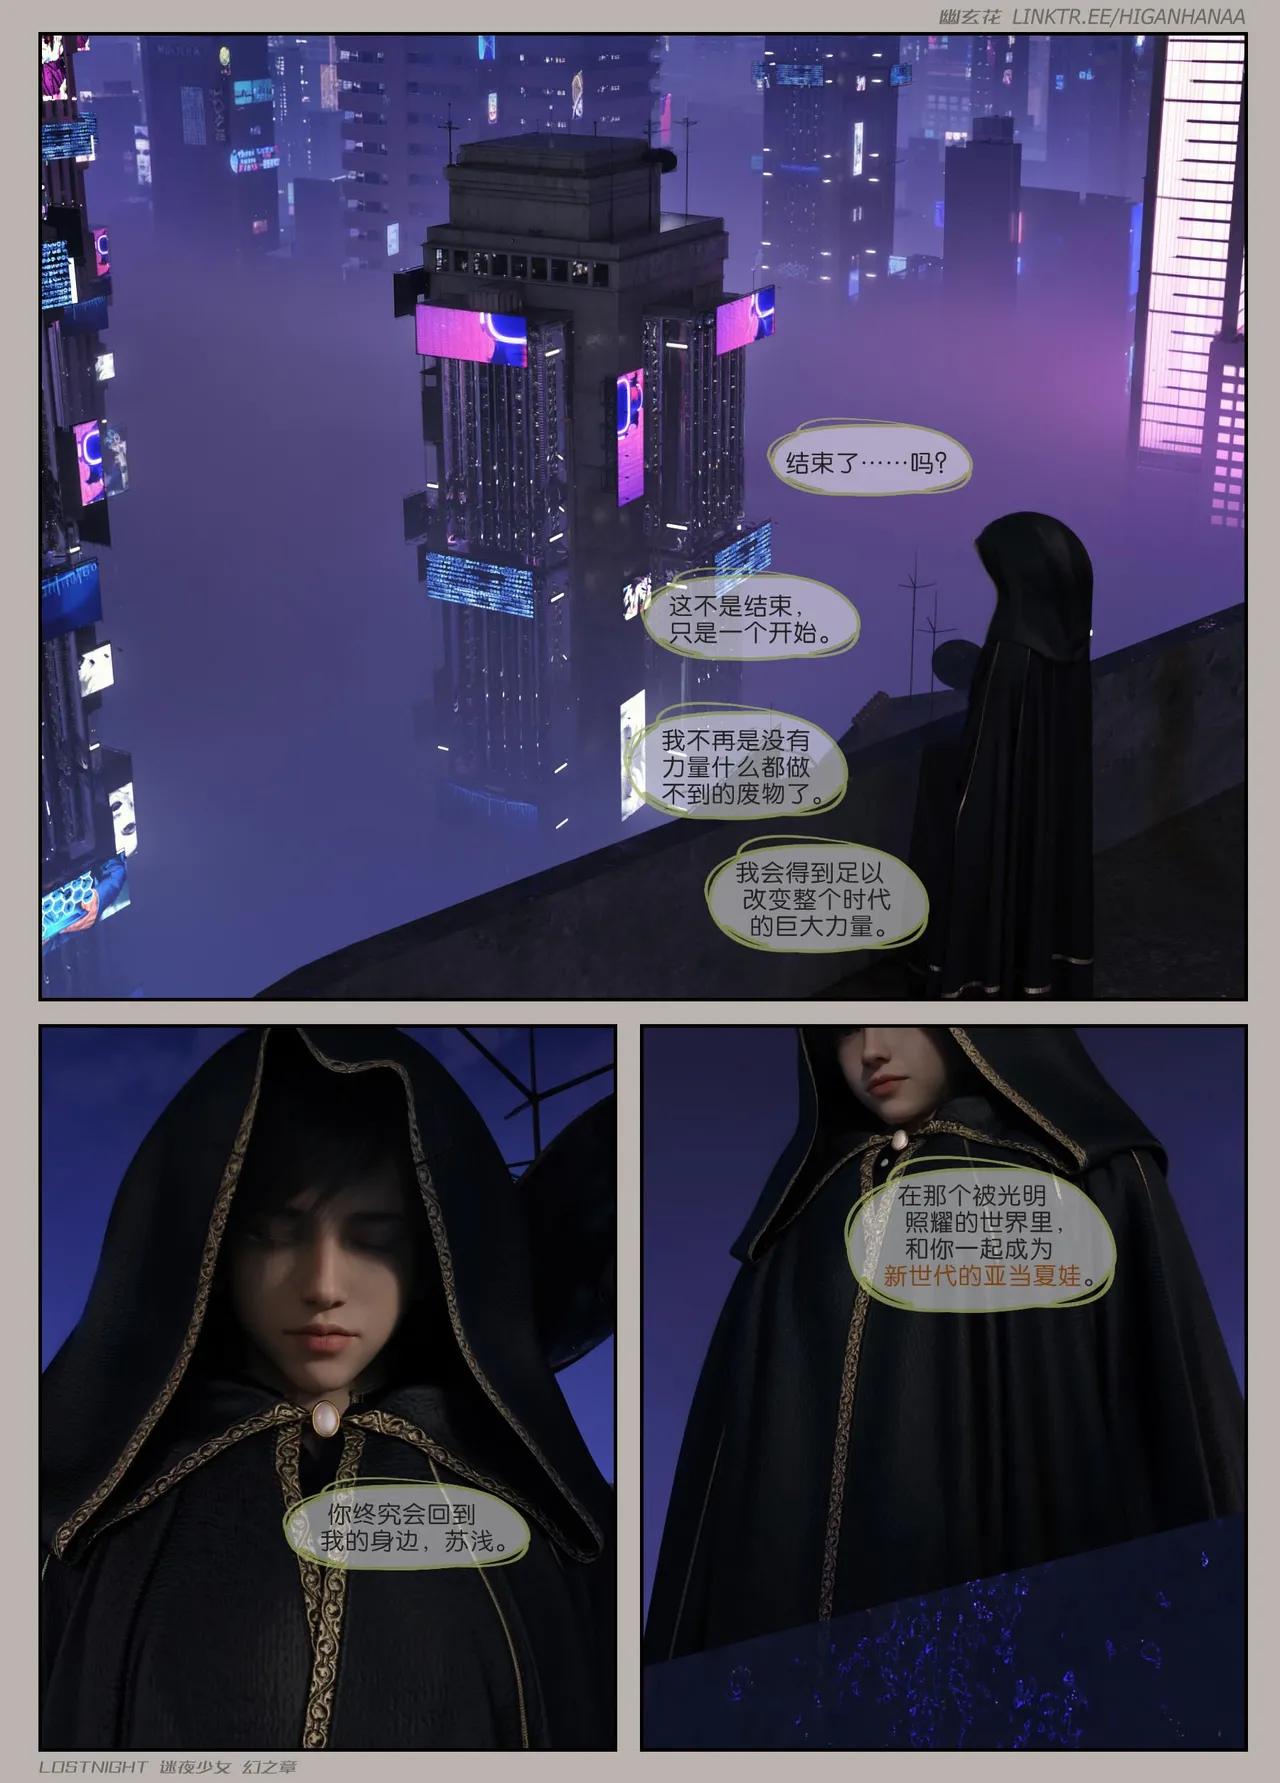 幽玄花 LINKTR.EE/HIGANHANAA
结束了……吗?
这不是结束，
只是一个开始。
我不再是没有
力量什么都做
不到的废物了。
我会得到足以
改变整个时代
的巨大力量。
你终究会回到
我的身边，苏浅。
在那个被光明
照耀的世界里，
和你一起成为
新世代的亚当夏娃。
LOSTNIGHT 迷夜少女 幻之章